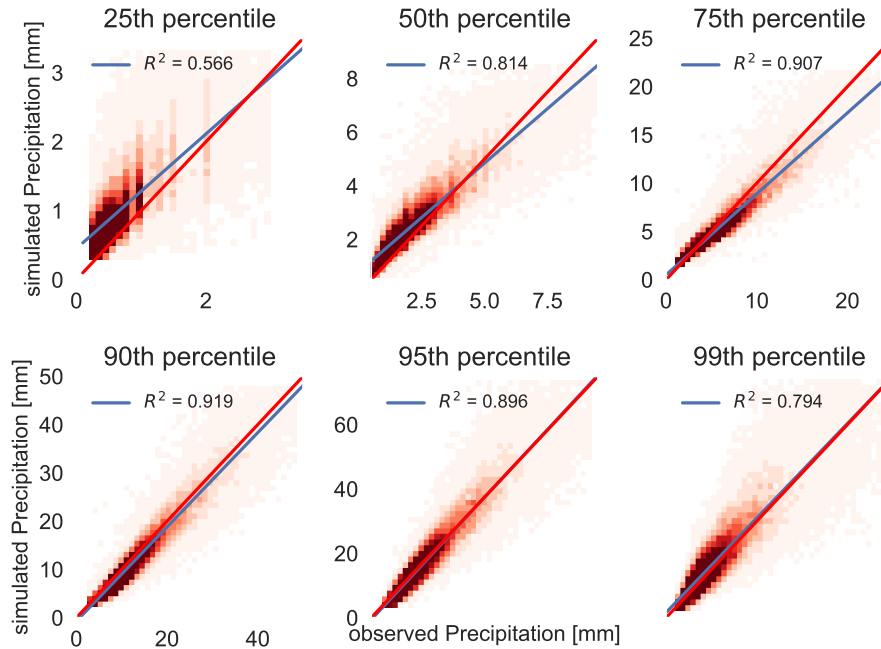 25th percentile
50th percentile
75th percentile
simulated Precipitation [mm]
R² = 0.566
R² = 0.814
R² = 0.907
3
2
1
0
0
2
8
6
4
2
2.5
5.0
7.5
25
20
15
10
5
0
0
10
20
90th percentile
95th percentile
99th percentile
simulated Precipitation [mm]
R² = 0.919
R² = 0.896
R² = 0.794
50
40
30
20
10
0
0
20
40
60
40
20
0
observed Precipitation [mm]